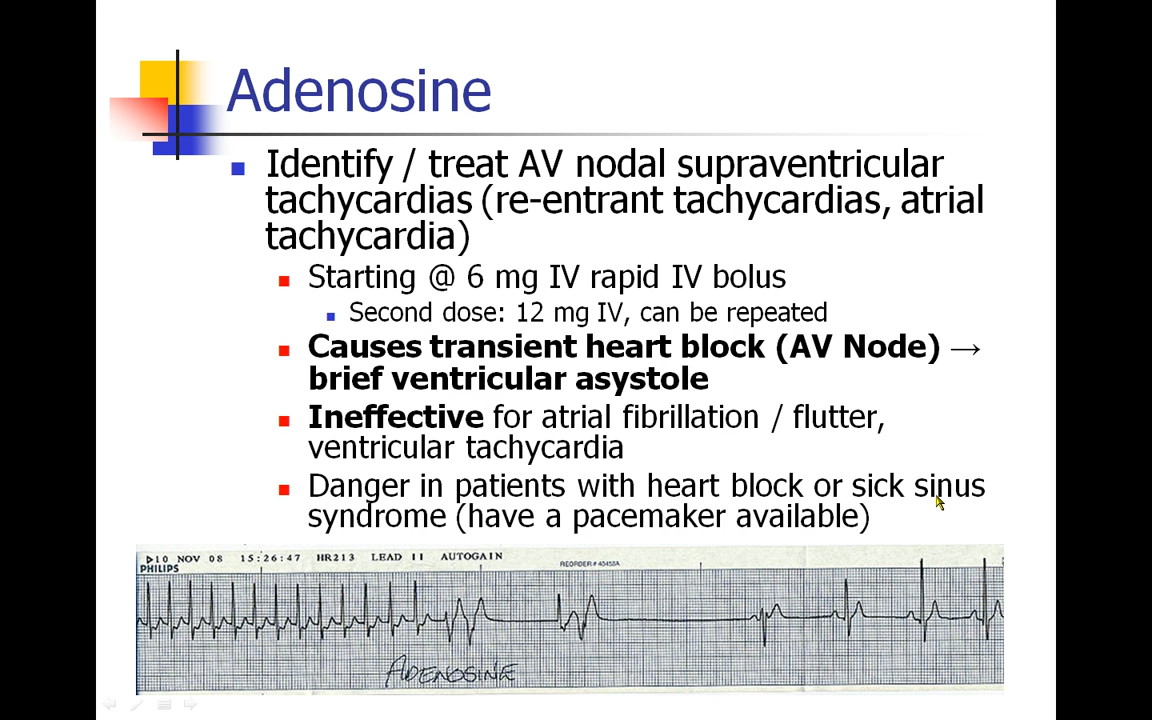 Adenosine
Identify / treat AV nodal supraventricular
tachycardias (re-entrant tachycardias, atrial
tachycardia)
Starting @ 6 mg IV rapid IV bolus
Second dose: 12 mg IV, can be repeated
Causes transient heart block (AV Node) →
brief ventricular asystole
Ineffective for atrial fibrillation / flutter,
ventricular tachycardia
Danger in patients with heart block or sick sinus
syndrome (have a pacemaker available)
10 NOV 08 15:26:47 HR213 LEAD II AUTOGAIN
PHILIPS
REORDER# 40453A
ADENOSINE